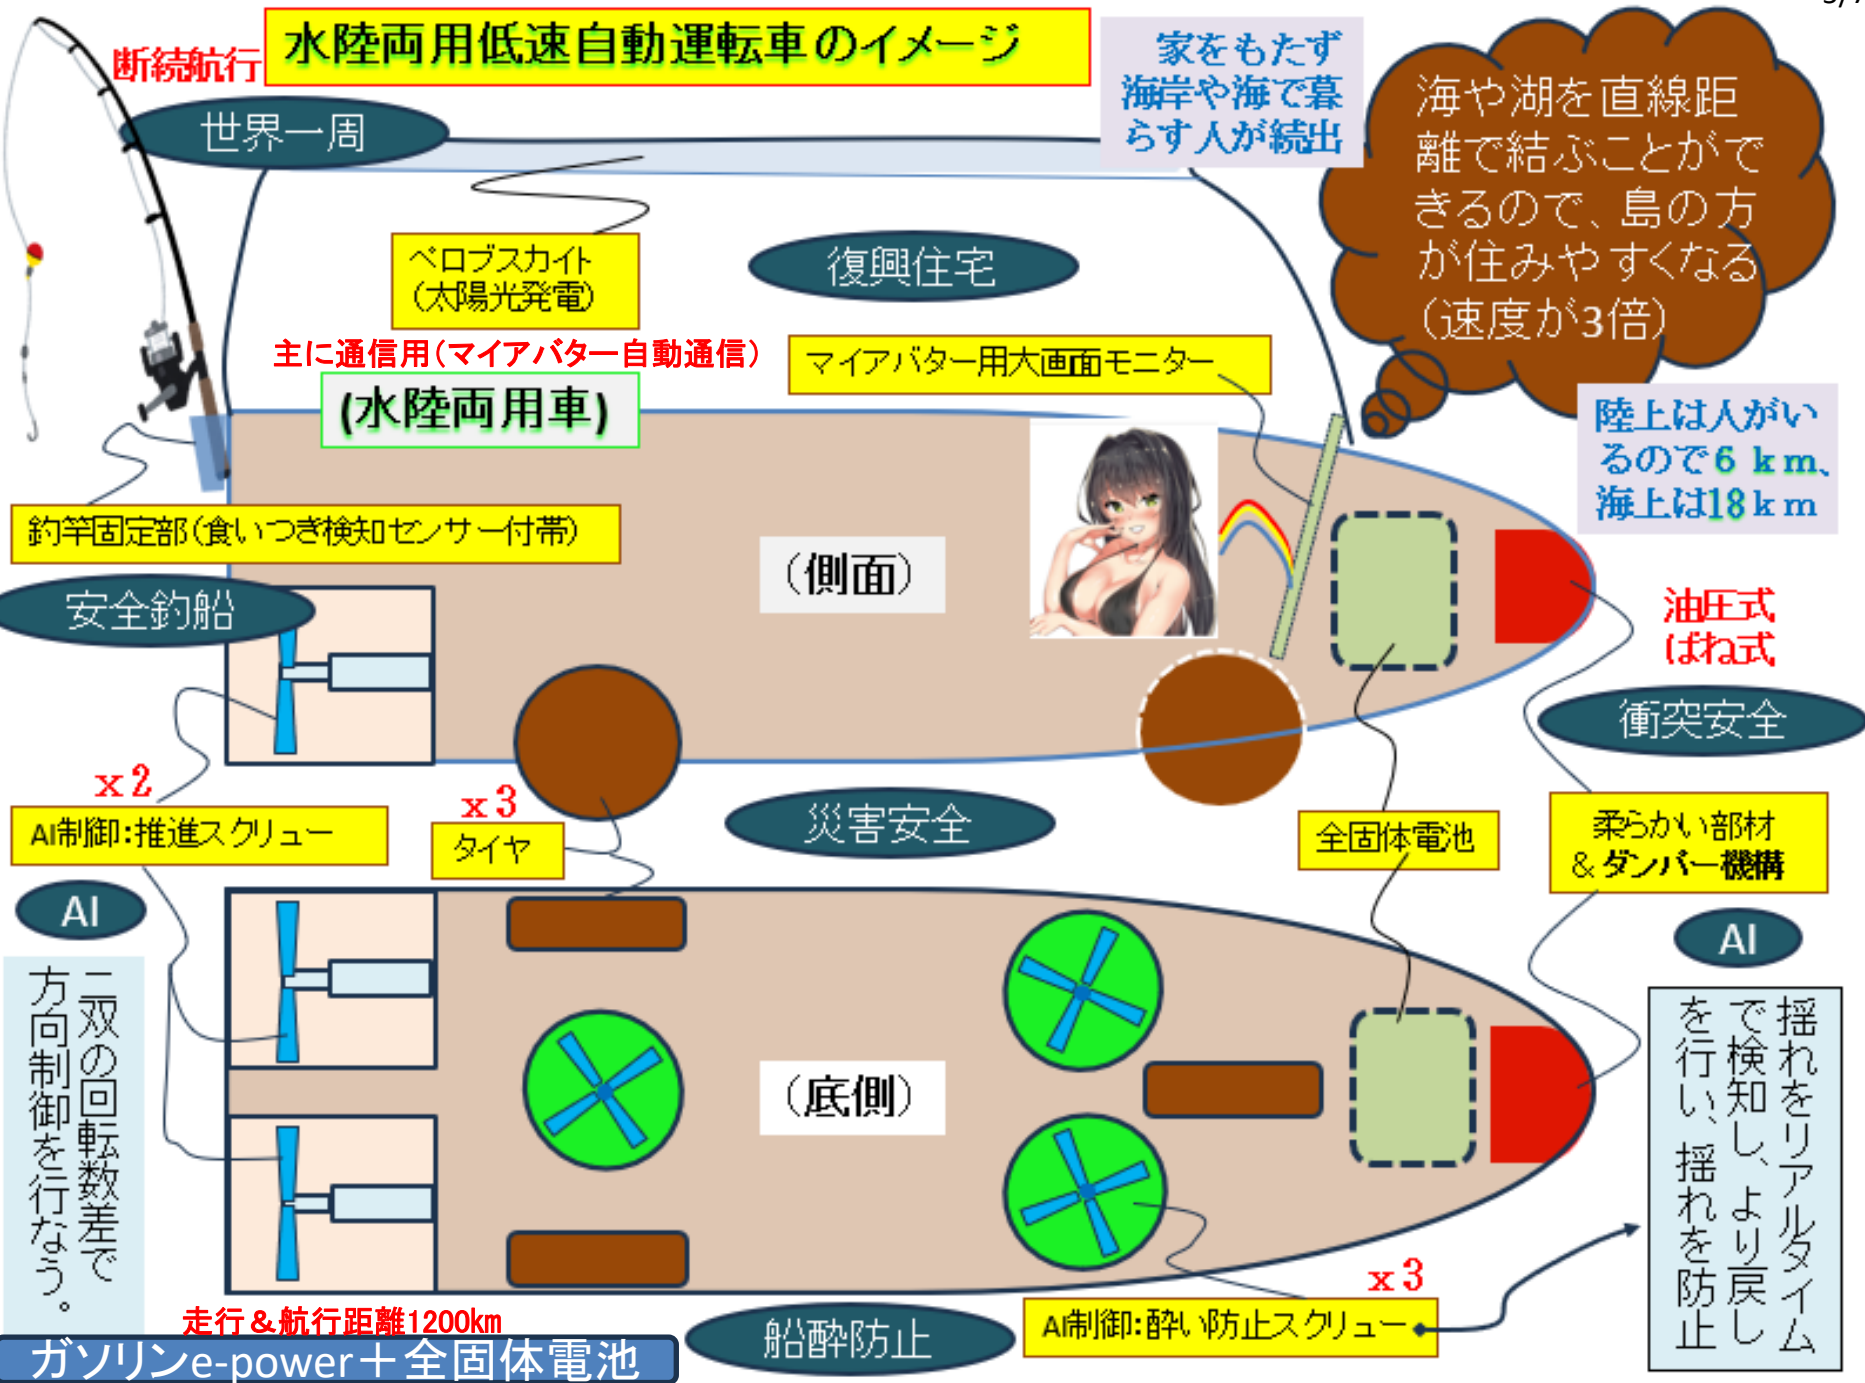 断続航行
水陸両用低速自動運転車のイメージ
世界一周
家をもたず
海岸や海で暮
らす人が続出
海や湖を直線距
離で結ぶことがで
きるので、島の方
が住みやすくなる
（速度が3倍）
ペロブスカイト
（太陽光発電）
復興住宅
主に通信用（マイアバター自動通信）
マイアバター用大画面モニター
(水陸両用車)
陸上は人がい
るので6 km、
海上は18km
釣竿固定部（食いつき検知センサー付帯）
（側面）
安全釣船
油圧式
ばね式
衝突安全
x2
x3
AI制御:推進スクリュー
タイヤ
災害安全
全固体電池
柔らかい部材
&ダンパー機構
AI
AI
二双の回転数差で
方向制御を行なう。
（底側）
揺れをリアルタイム
で検知し、より戻し
を行い、揺れを防止
x3
走行&航行距離1200km
ガソリンe-power＋全固体電池
船酔防止
AI制御:酔い防止スクリュー